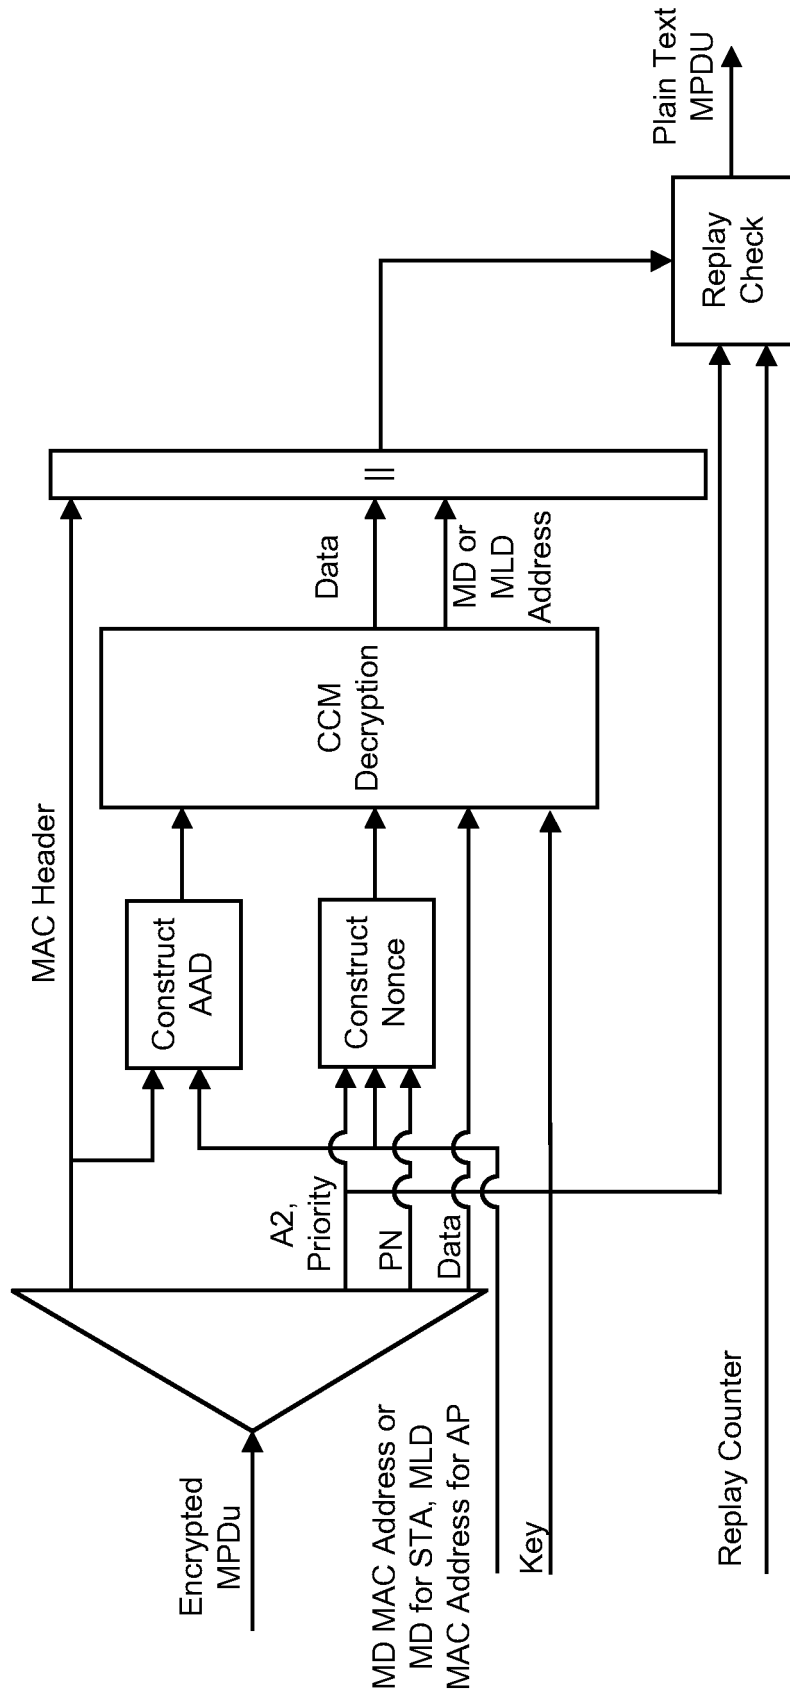 Encrypted
MPDu
MD MAC Address or
MD for STA, MLD
MAC Address for AP
Key
Replay Counter
MAC Header
A2,
Priority
PN
Data
Construct
AAD
Construct
Nonce
CCM
Decryption
Data
MD or
MLD
Address
||
Replay
Check
Plain Text
MPDU